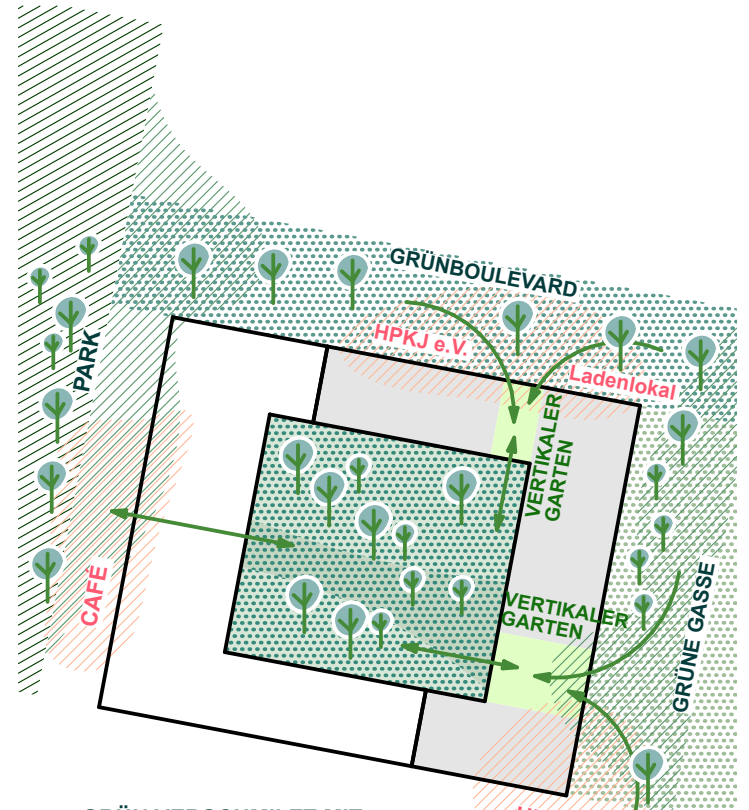 GRÜNBOULEVARD
HPKJ e.V.
Ladenlokal
PARK
VERTIKALER
GARTEN
CAFÉ
VERTIKALER
GARTEN
GRÜNE GASSE